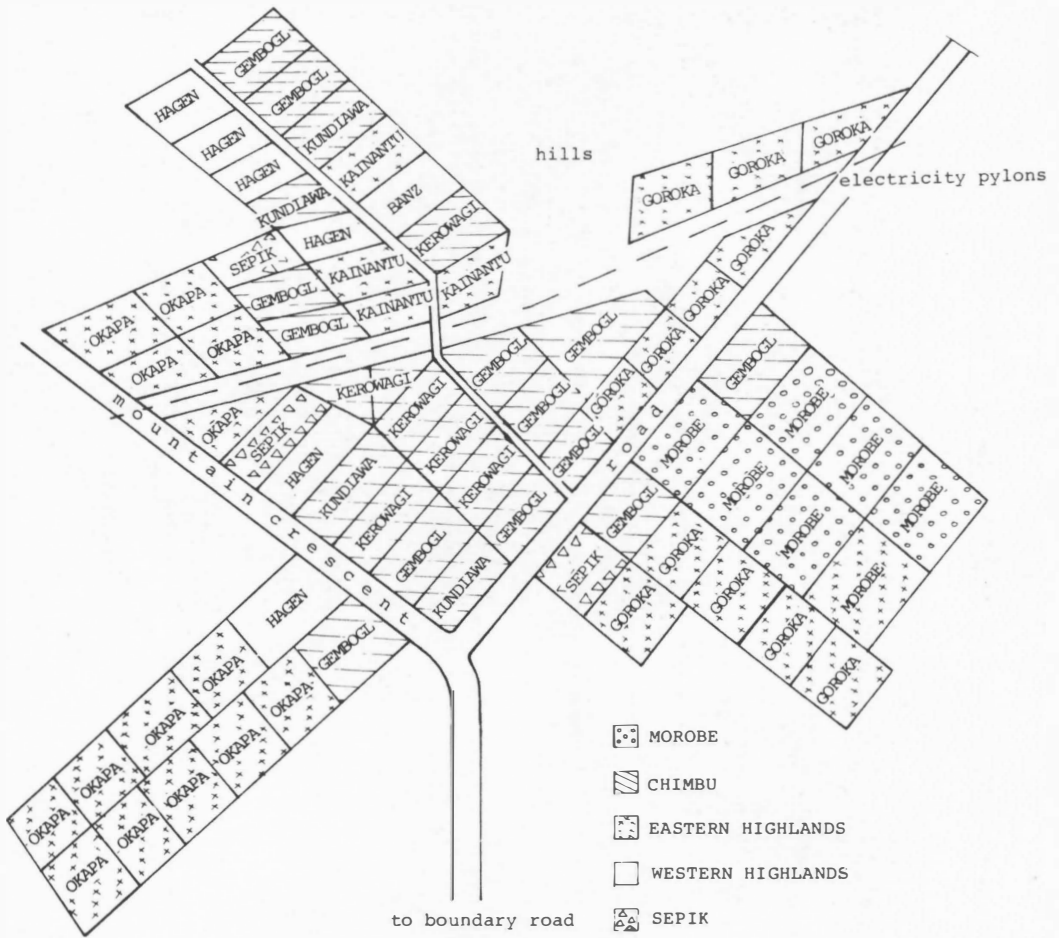 GEMBOGL
GEMBOGL
KUNDIAWA
KAINANTU
BANZ
KEROWAGI
KAINANTU
HAGEN
HAGEN
HAGEN
KUNDIAWA
HAGEN
KAINANTU
KAINANTU
SEPIK
GEMBOGL
GEMBOGL
OKAPA
OKAPA
OKAPA
OKAPA
hills
GOROKA
GOROKA
GOROKA
electricity pylons
GOROKA
GOROKA
GOROKA
GOROKA
GEMBOGL
GEMBOGL
GEMBOGL
GEMBOGL
road
KEROWAGI
KEROWAGI
KEROWAGI
KEROWAGI
GEMBOGL
OKAPA
SEPIK
HAGEN
KUNDIAWA
KEROWAGI
GEMBOGL
KUNDIAWA
mountain crescent
GEMBOGL
MOROBE
MOROBE
MOROBE
MOROBE
MOROBE
MOROBE
MOROBE
GEMBOGL
SEPIK
GOROKA
GOROKA
GOROKA
GOROKA
GOROKA
HAGEN
GEMBOGL
OKAPA
OKAPA
OKAPA
OKAPA
OKAPA
OKAPA
OKAPA
OKAPA
OKAPA
MOROBE
CHIMBU
EASTERN HIGHLANDS
WESTERN HIGHLANDS
SEPIK
to boundary road